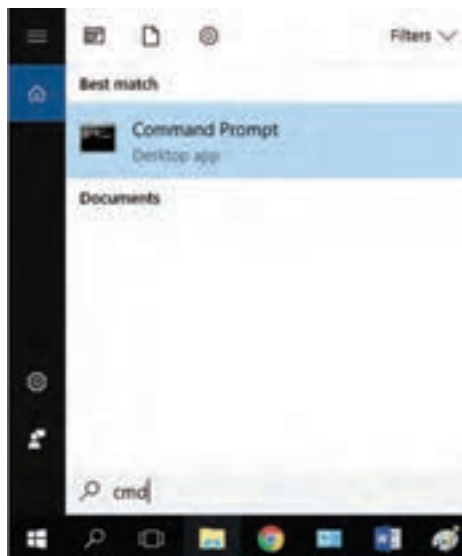 Filters
Best match
Command Prompt
Desktop app
Documents
cmd